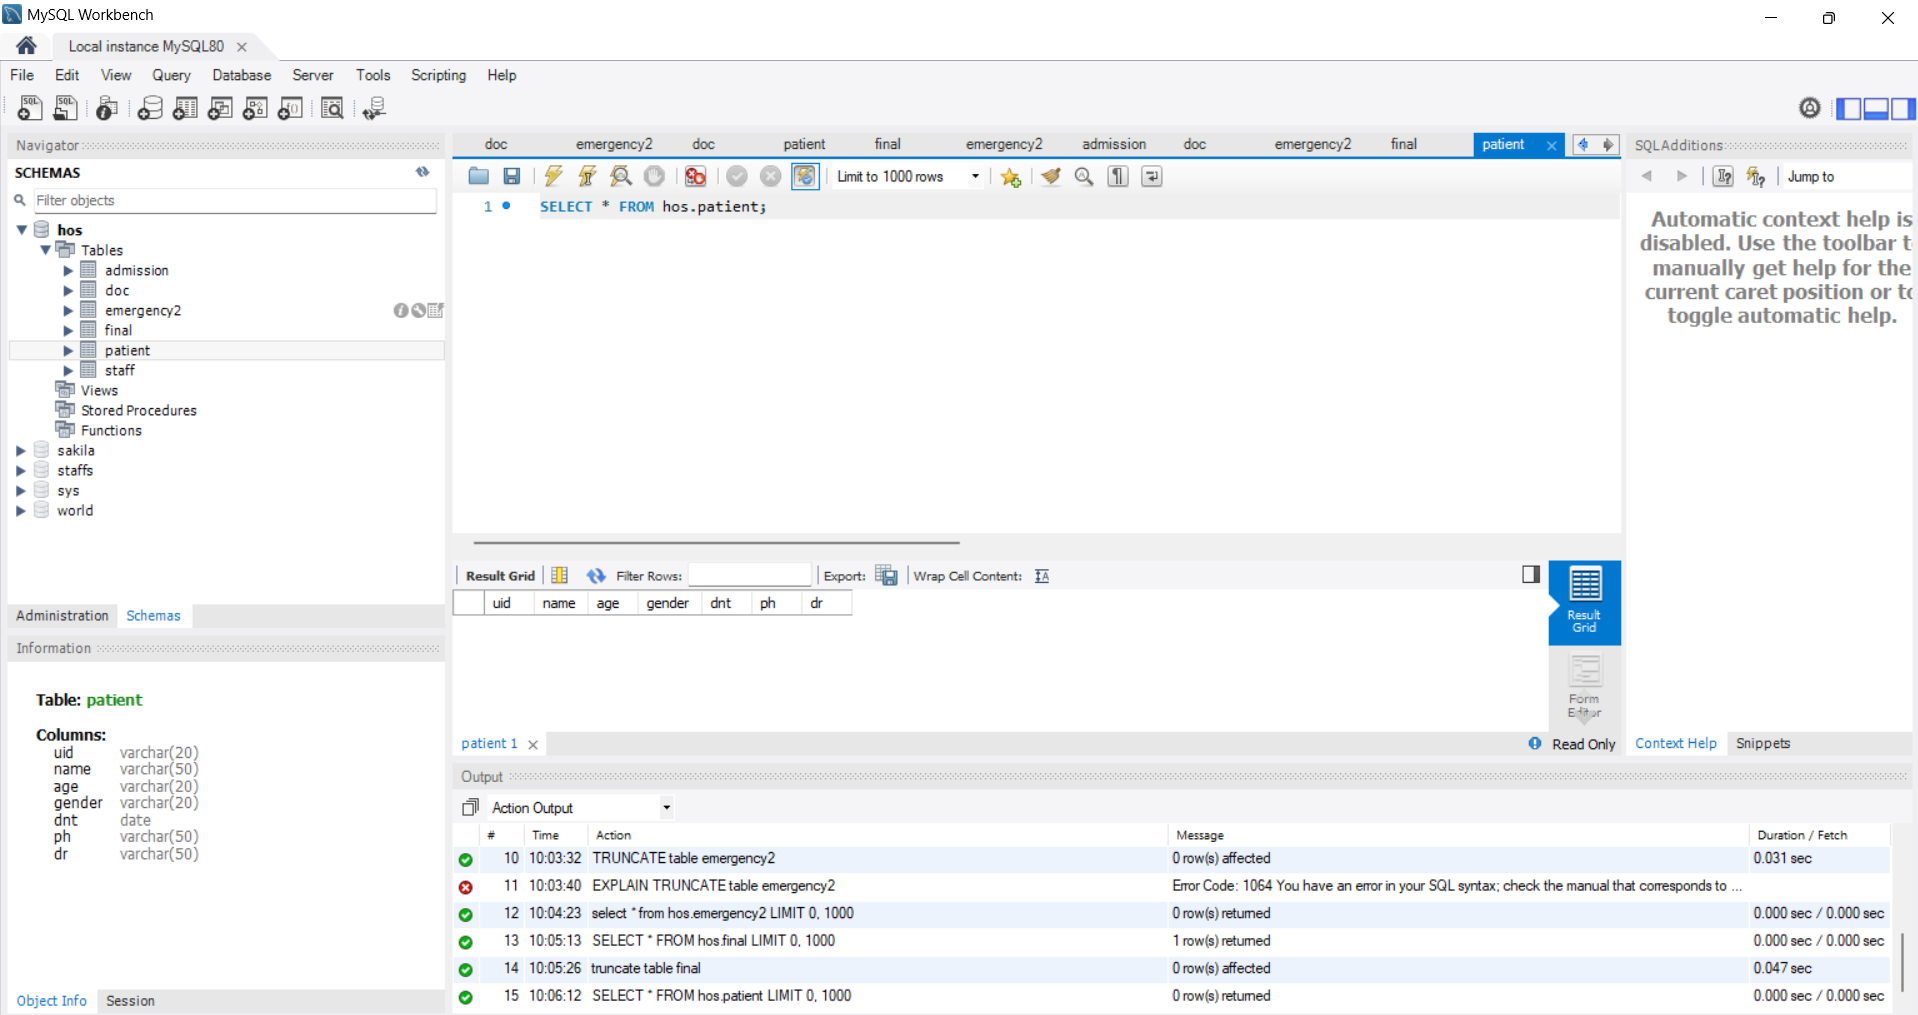 MySQL Workbench
Local instance MySQL80
File Edit View Query Database Server Tools Scripting Help
Navigator
SCHEMAS
Filter objects
hos
Tables
admission
doc
emergency2
final
patient
staff
Views
Stored Procedures
Functions
sakila
staffs
sys
world
Administration Schemas
Information
Table: patient
Columns:
uid varchar(20)
name varchar(50)
age varchar(20)
gender varchar(20)
dnt date
ph varchar(50)
dr varchar(50)
Object Info Session
doc emergency2 doc patient final emergency2 admission doc emergency2 final patient
Limit to 1000 rows
1 SELECT * FROM hos.patient;
Result Grid Filter Rows: Export: Wrap Cell Content:
uid name age gender dnt ph dr
Result
Grid
Form
Editor
patient 1
Read Only
SQLAdditions
Jump to
Automatic context help is
disabled. Use the toolbar t
manually get help for the
current caret position or to
toggle automatic help.
Context Help Snippets
Output
Action Output
# Time Action Message Duration / Fetch
10 10:03:32 TRUNCATE table emergency2 0 row(s) affected 0.031 sec
11 10:03:40 EXPLAIN TRUNCATE table emergency2 Error Code: 1064 You have an error in your SQL syntax; check the manual that corresponds to ...
12 10:04:23 select * from hos.emergency2 LIMIT 0, 1000 0 row(s) returned 0.000 sec / 0.000 sec
13 10:05:13 SELECT * FROM hos.final LIMIT 0, 1000 1 row(s) returned 0.000 sec / 0.000 sec
14 10:05:26 truncate table final 0 row(s) affected 0.047 sec
15 10:06:12 SELECT * FROM hos.patient LIMIT 0, 1000 0 row(s) returned 0.000 sec / 0.000 sec